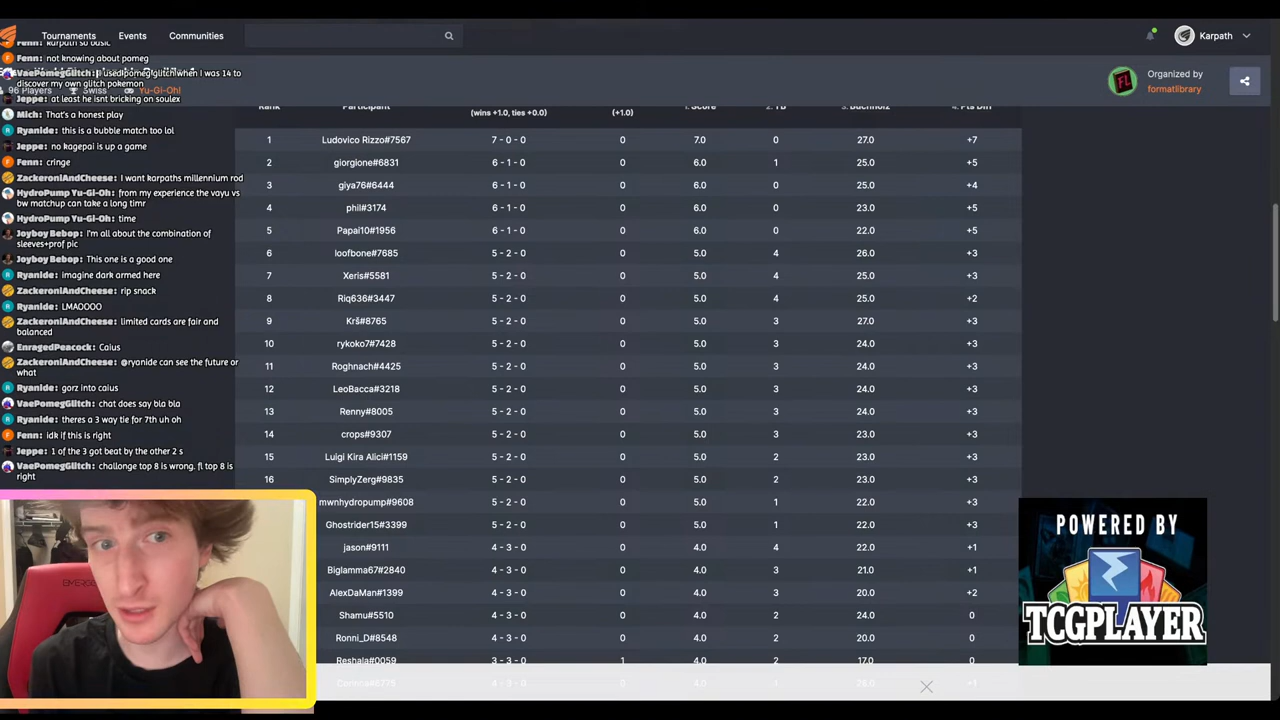 Tournaments Events Communities
Karpath
96 Players Swiss Yu-Gi-Oh!
Organized by
formatlibrary
Fenn: karpath so basic
Fenn: not knowing about pomeg
VaePomegGlitch: I used pomeg glitch when I was 14 to
discover my own glitch pokemon
Jeppe: at least he isnt bricking on soulex
Mich: That's a honest play
Ryanide: this is a bubble match too lol
Jeppe: no kagepai is up a game
Fenn: cringe
ZackeroniAndCheese: I want karpaths millennium rod
HydroPump Yu-Gi-Oh: from my experience the vayu vs
bw matchup can take a long timr
HydroPump Yu-Gi-Oh: time
Joyboy Bebop: I'm all about the combination of
sleeves+prof pic
Joyboy Bebop: This one is a good one
Ryanide: imagine dark armed here
ZackeroniAndCheese: rip snack
Ryanide: LMAOOOO
ZackeroniAndCheese: limited cards are fair and
balanced
EnragedPeacock: Caius
ZackeroniAndCheese: @ryanide can see the future or
what
Ryanide: gorz into caius
VaePomegGlitch: chat does say bla bla
Ryanide: theres a 3 way tie for 7th uh oh
Fenn: idk if this is right
Jeppe: 1 of the 3 got beat by the other 2 s
VaePomegGlitch: challonge top 8 is wrong. fl top 8 is
right
Rank Participant (wins +1.0, ties +0.0) (+1.0) 1. Score 2. TB 3. Buchholz 4. Pts Diff
1 Ludovico Rizzo#7567 7 - 0 - 0 0 7.0 0 27.0 +7
2 giorgione#6831 6 - 1 - 0 0 6.0 1 25.0 +5
3 giya76#6444 6 - 1 - 0 0 6.0 0 25.0 +4
4 phil#3174 6 - 1 - 0 0 6.0 0 23.0 +5
5 Papai10#1956 6 - 1 - 0 0 6.0 0 22.0 +5
6 loofbone#7685 5 - 2 - 0 0 5.0 4 26.0 +3
7 Xeris#5581 5 - 2 - 0 0 5.0 4 25.0 +3
8 Riq636#3447 5 - 2 - 0 0 5.0 4 25.0 +2
9 Krš#8765 5 - 2 - 0 0 5.0 3 27.0 +3
10 rykoko7#7428 5 - 2 - 0 0 5.0 3 24.0 +3
11 Roghnach#4425 5 - 2 - 0 0 5.0 3 24.0 +3
12 LeoBacca#3218 5 - 2 - 0 0 5.0 3 24.0 +3
13 Renny#8005 5 - 2 - 0 0 5.0 3 24.0 +3
14 crops#9307 5 - 2 - 0 0 5.0 3 23.0 +3
15 Luigi Kira Alici#1159 5 - 2 - 0 0 5.0 2 23.0 +3
16 SimplyZerg#9835 5 - 2 - 0 0 5.0 2 23.0 +3
mwnhydropump#9608 5 - 2 - 0 0 5.0 1 22.0 +3
Ghostrider15#3399 5 - 2 - 0 0 5.0 1 22.0 +3
jason#9111 4 - 3 - 0 0 4.0 4 22.0 +1
Biglamma67#2840 4 - 3 - 0 0 4.0 3 21.0 +1
AlexDaMan#1399 4 - 3 - 0 0 4.0 3 20.0 +2
Shamu#5510 4 - 3 - 0 0 4.0 2 24.0 0
Ronni_D#8548 4 - 3 - 0 0 4.0 2 20.0 0
Reshala#0059 3 - 3 - 0 1 4.0 2 17.0 0
POWERED BY
TCGPLAYER